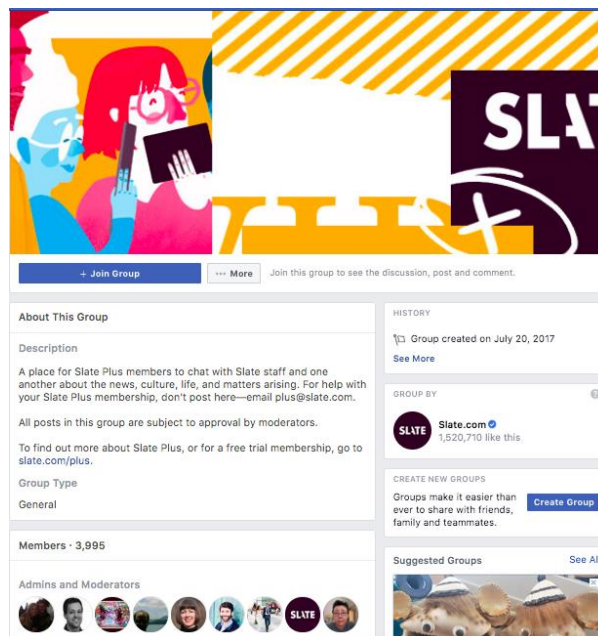 SLAT
+ Join Group
••• More
Join this group to see the discussion, post and comment.
About This Group
Description
A place for Slate Plus members to chat with Slate staff and one
another about the news, culture, life, and matters arising. For help with
your Slate Plus membership, don't post here—email plus@slate.com.
All posts in this group are subject to approval by moderators.
To find out more about Slate Plus, or for a free trial membership, go to
slate.com/plus.
Group Type
General
Members · 3,995
Admins and Moderators
SLATE
HISTORY
Group created on July 20, 2017
See More
GROUP BY
SLATE
Slate.com
1,520,710 like this
CREATE NEW GROUPS
Groups make it easier than
ever to share with friends,
family and teammates.
Create Group
Suggested Groups
See Al